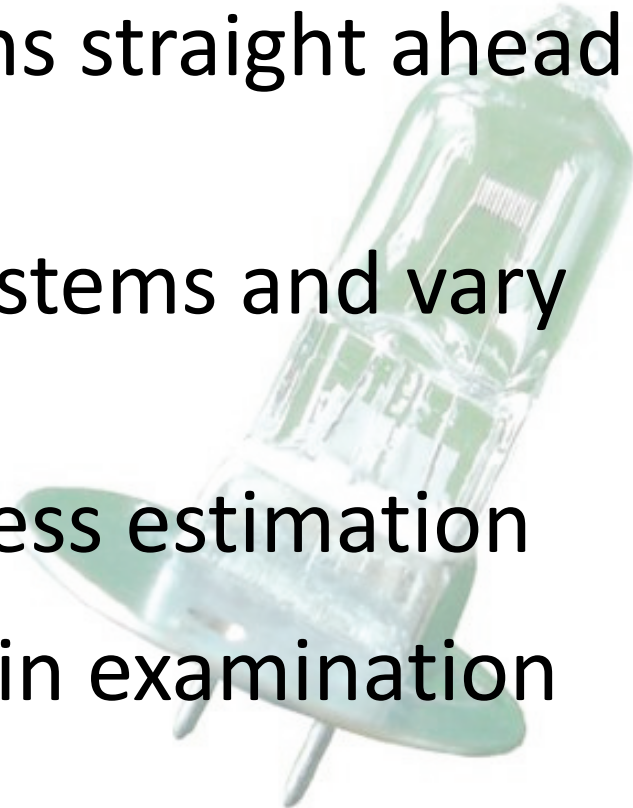 ns straight ahead
stems and vary
ess estimation
in examination